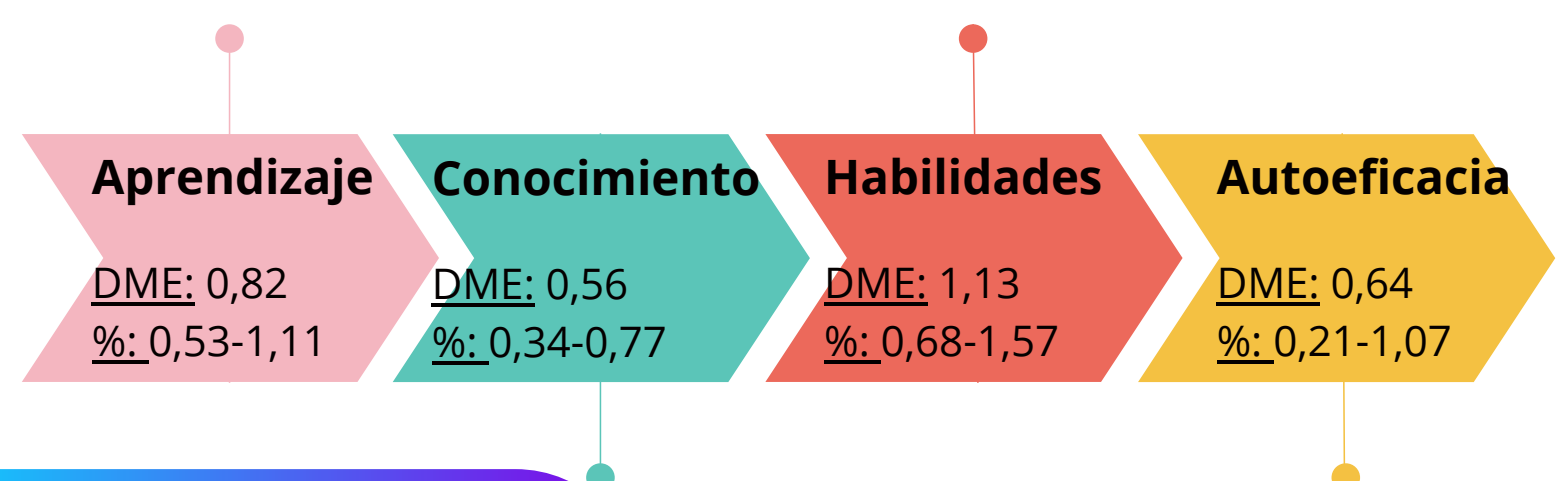 Aprendizaje
DME: 0,82
%: 0,53-1,11
Conocimiento
DME: 0,56
%: 0,34-0,77
Habilidades
DME: 1,13
%: 0,68-1,57
Autoeficacia
DME: 0,64
%: 0,21-1,07